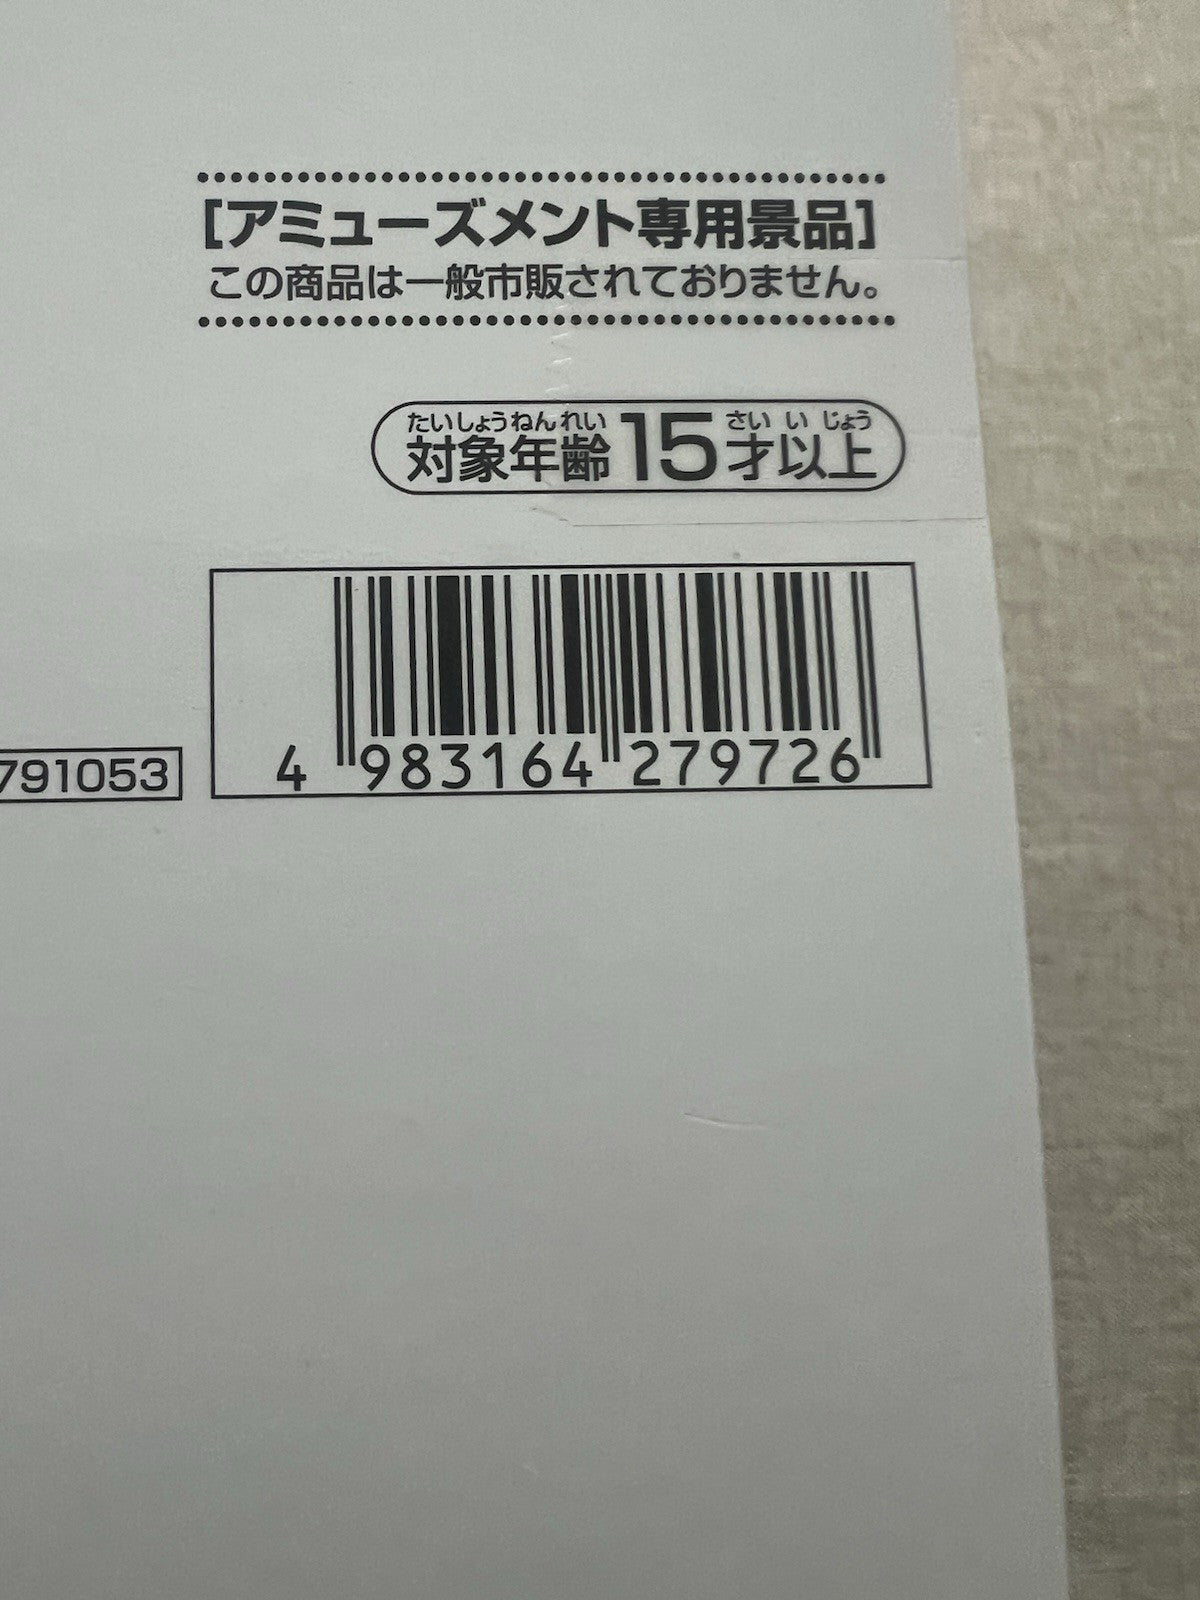 [アミューズメント専用景品]
この商品は一般市販されておりません。
たいしょうねんれい さい い じょう
対象年齢15才以上
791053
4 983164 279726